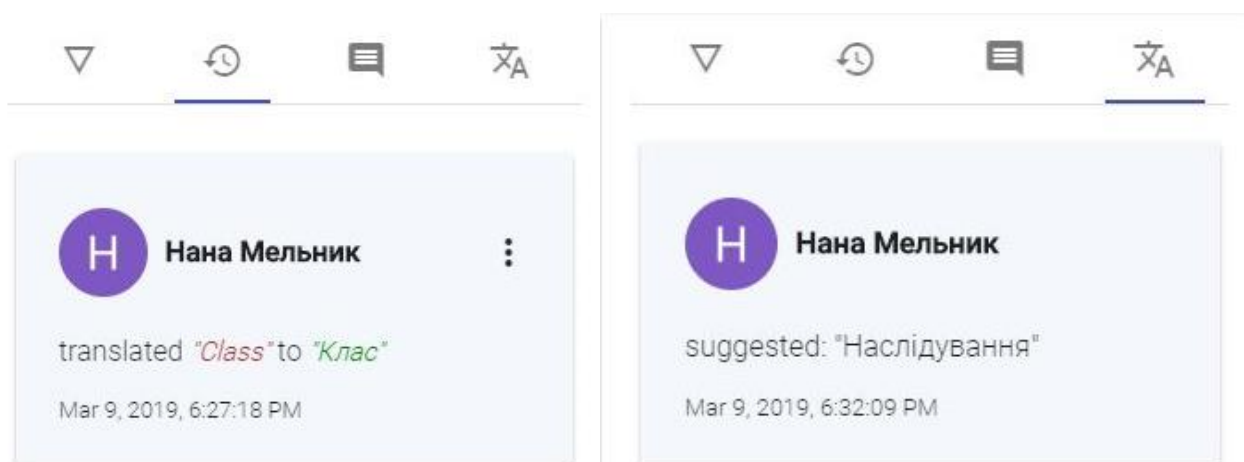 H
Нана Мельник
translated "Class" to "Клас"
Mar 9, 2019, 6:27:18 PM
H
Нана Мельник
suggested: "Наслідування"
Mar 9, 2019, 6:32:09 PM